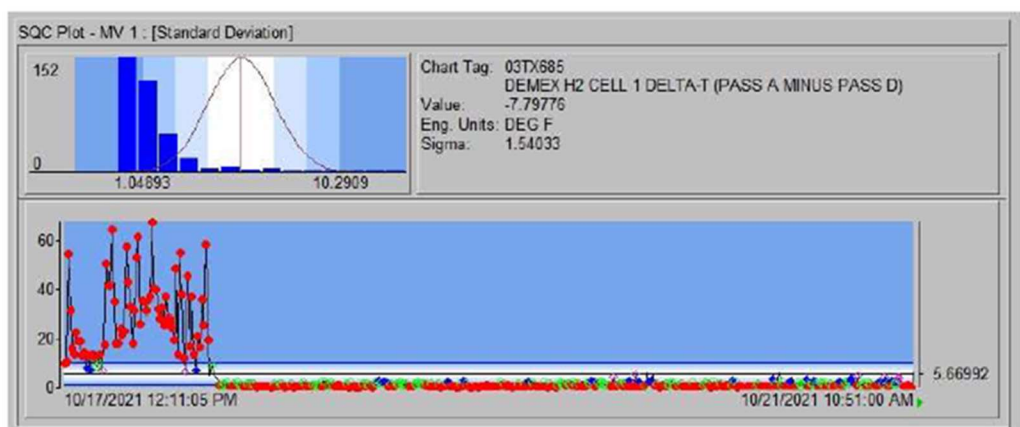 SQC Plot - MV 1 : [Standard Deviation]
152
0
1.04893
10.2909
Chart Tag: 03TX685
DEMEX H2 CELL 1 DELTA-T (PASS A MINUS PASS D)
Value: -7.79776
Eng. Units: DEG F
Sigma: 1.54033
60
40
20
0
5.66992
10/17/2021 12:11:05 PM
10/21/2021 10:51:00 AM